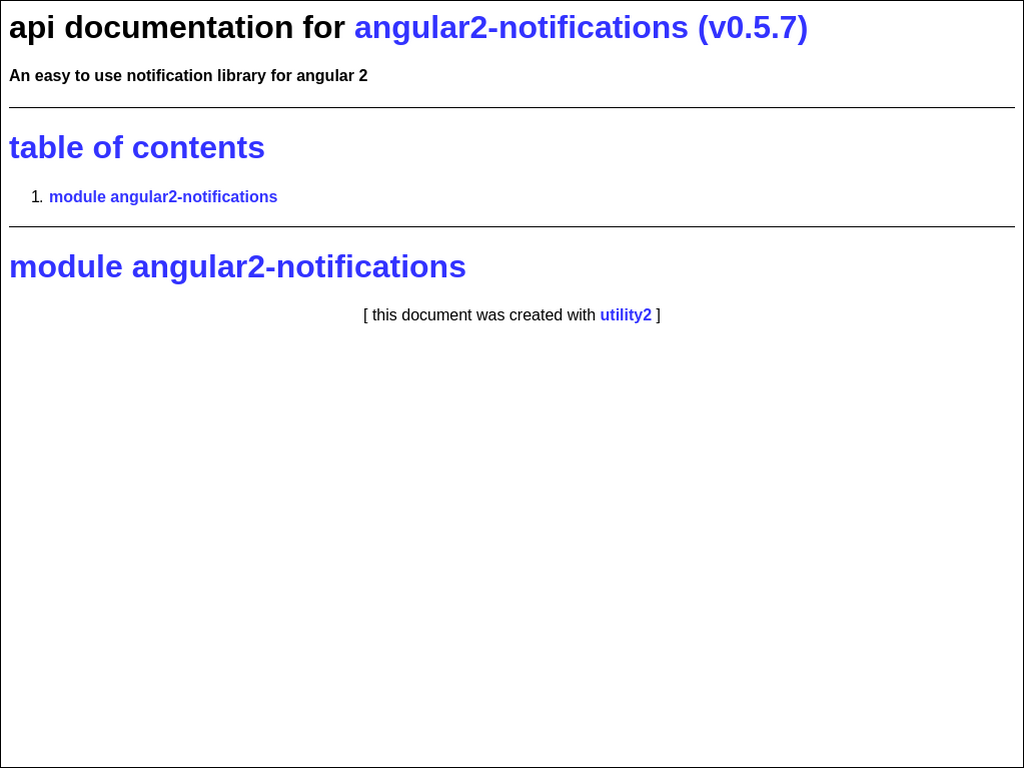 api documentation for angular2-notifications (v0.5.7)
An easy to use notification library for angular 2
table of contents
1. module angular2-notifications
module angular2-notifications
[ this document was created with utility2 ]